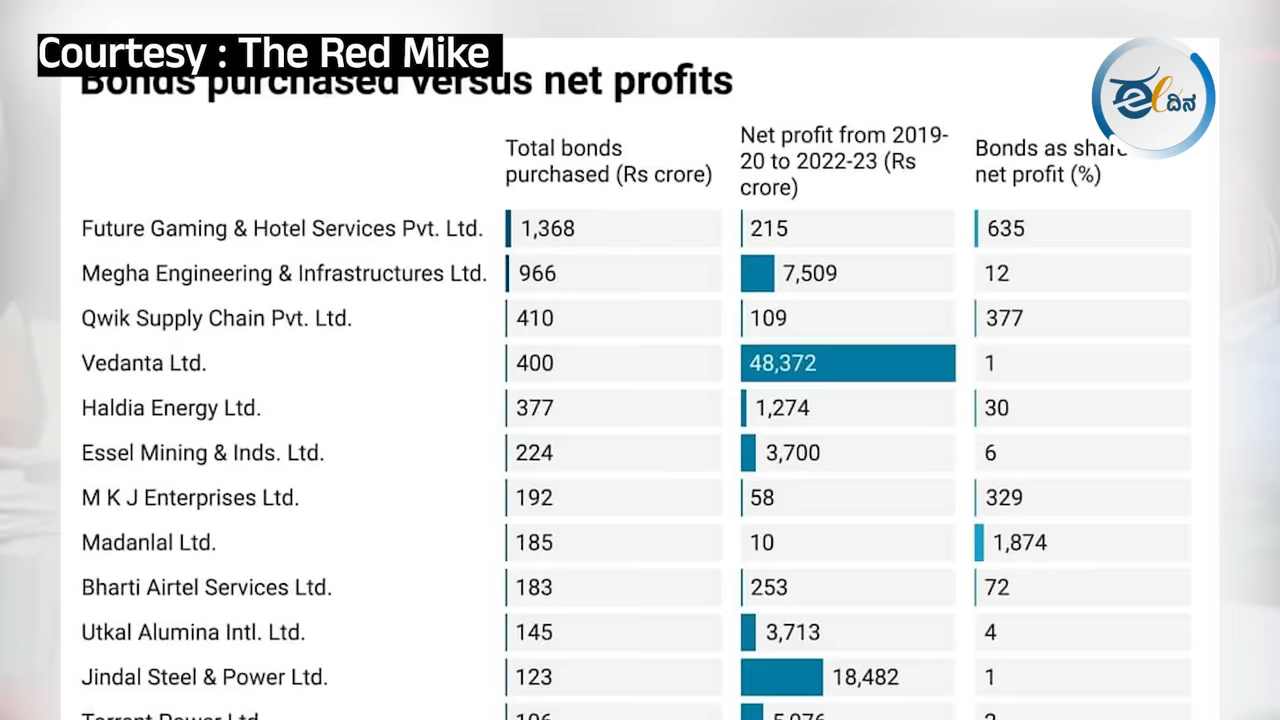 Courtesy : The Red Mike
Bonds purchased versus net profits
elದಿನ
Total bonds
purchased (Rs crore)
Net profit from 2019-
20 to 2022-23 (Rs
crore)
Bonds as share
net profit (%)
Future Gaming & Hotel Services Pvt. Ltd. 1,368 215 635
Megha Engineering & Infrastructures Ltd. 966 7,509 12
Qwik Supply Chain Pvt. Ltd. 410 109 377
Vedanta Ltd. 400 48,372 1
Haldia Energy Ltd. 377 1,274 30
Essel Mining & Inds. Ltd. 224 3,700 6
M K J Enterprises Ltd. 192 58 329
Madanlal Ltd. 185 10 1,874
Bharti Airtel Services Ltd. 183 253 72
Utkal Alumina Intl. Ltd. 145 3,713 4
Jindal Steel & Power Ltd. 123 18,482 1
Torrent Power Ltd.